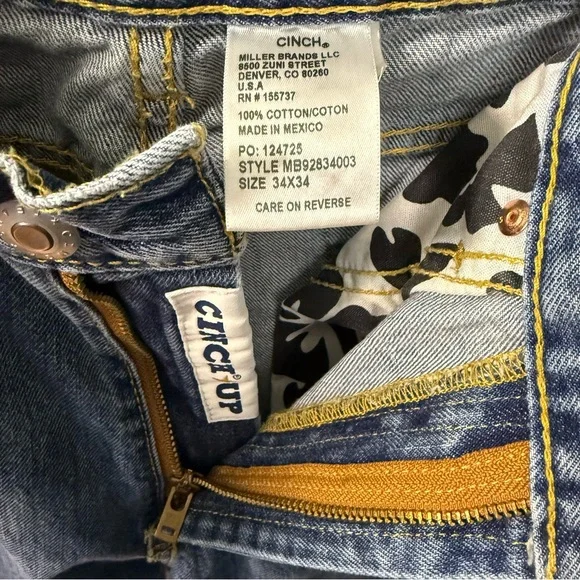 CINCH®
MILLER BRANDS LLC
8500 ZUNI STREET
DENVER, CO 80260
U.S.A
RN # 155737
100% COTTON/COTON
MADE IN MEXICO
PO: 124725
STYLE MB92834003
SIZE 34X34
CARE ON REVERSE
CINCH UP